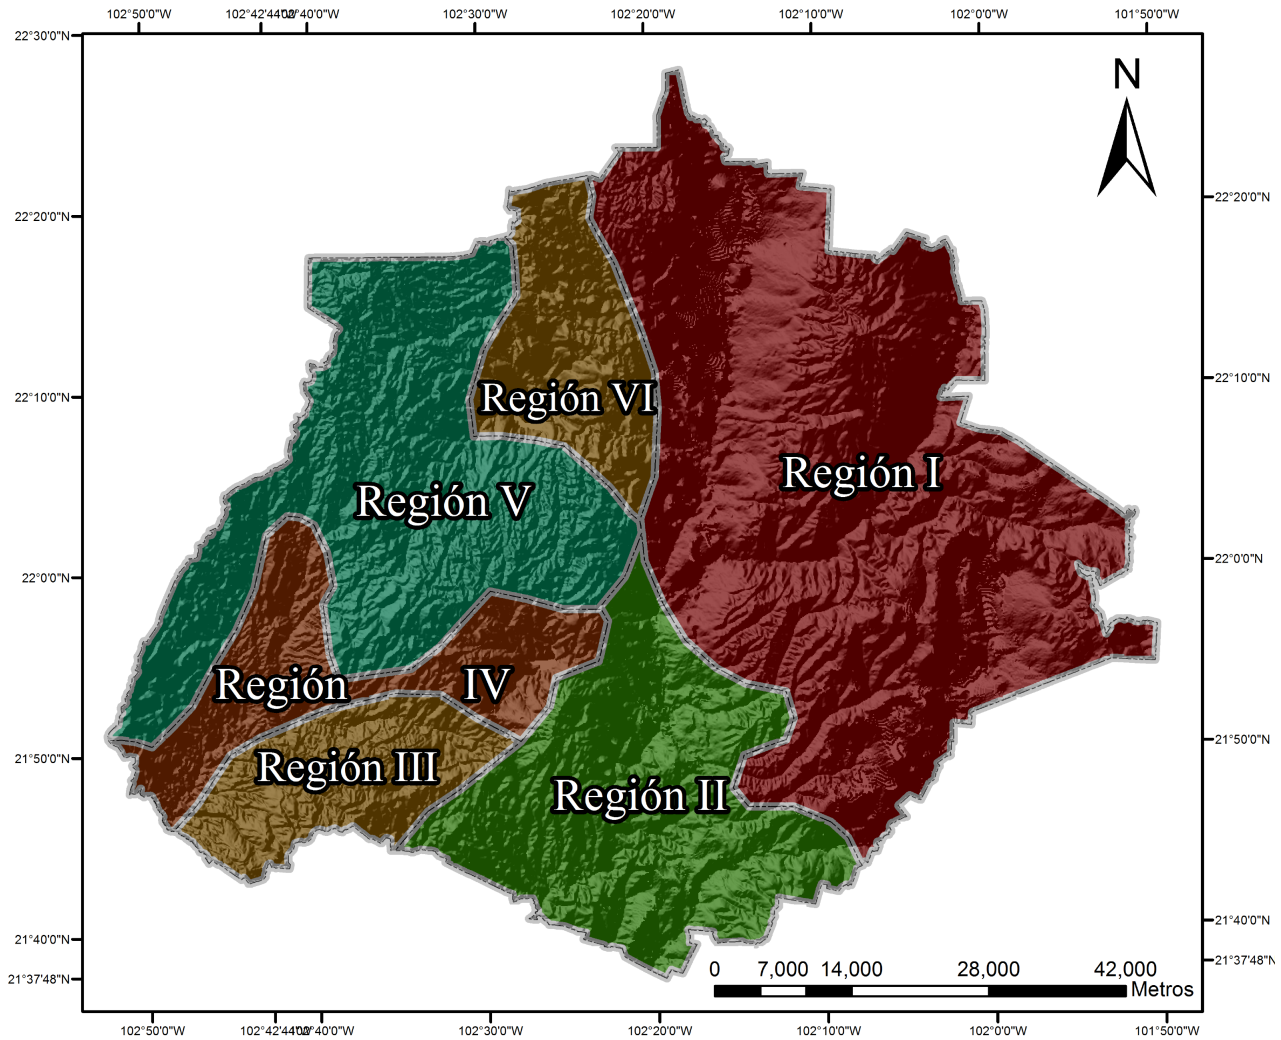 102°50'0"W 102°42'44"W 102°40'0"W 102°30'0"W 102°20'0"W 102°10'0"W 102°0'0"W 101°50'0"W
22°30'0"N
N
22°20'0"N 22°20'0"N
22°10'0"N 22°10'0"N
Región VI
Región I
Región V
22°0'0"N 22°0'0"N
Región IV
21°50'0"N 21°50'0"N
Región III
Región II
21°40'0"N 21°40'0"N
21°37'48"N 21°37'48"N
0 7,000 14,000 28,000 42,000
Metros
102°50'0"W 102°42'44"W 102°40'0"W 102°30'0"W 102°20'0"W 102°10'0"W 102°0'0"W 101°50'0"W